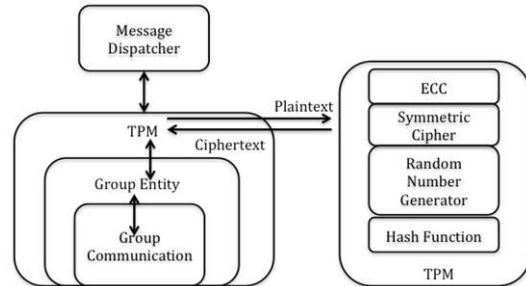 Message
Dispatcher
TPM
Group Entity
Group
Communication
Plaintext
Ciphertext
ECC
Symmetric
Cipher
Random
Number
Generator
Hash Function
TPM